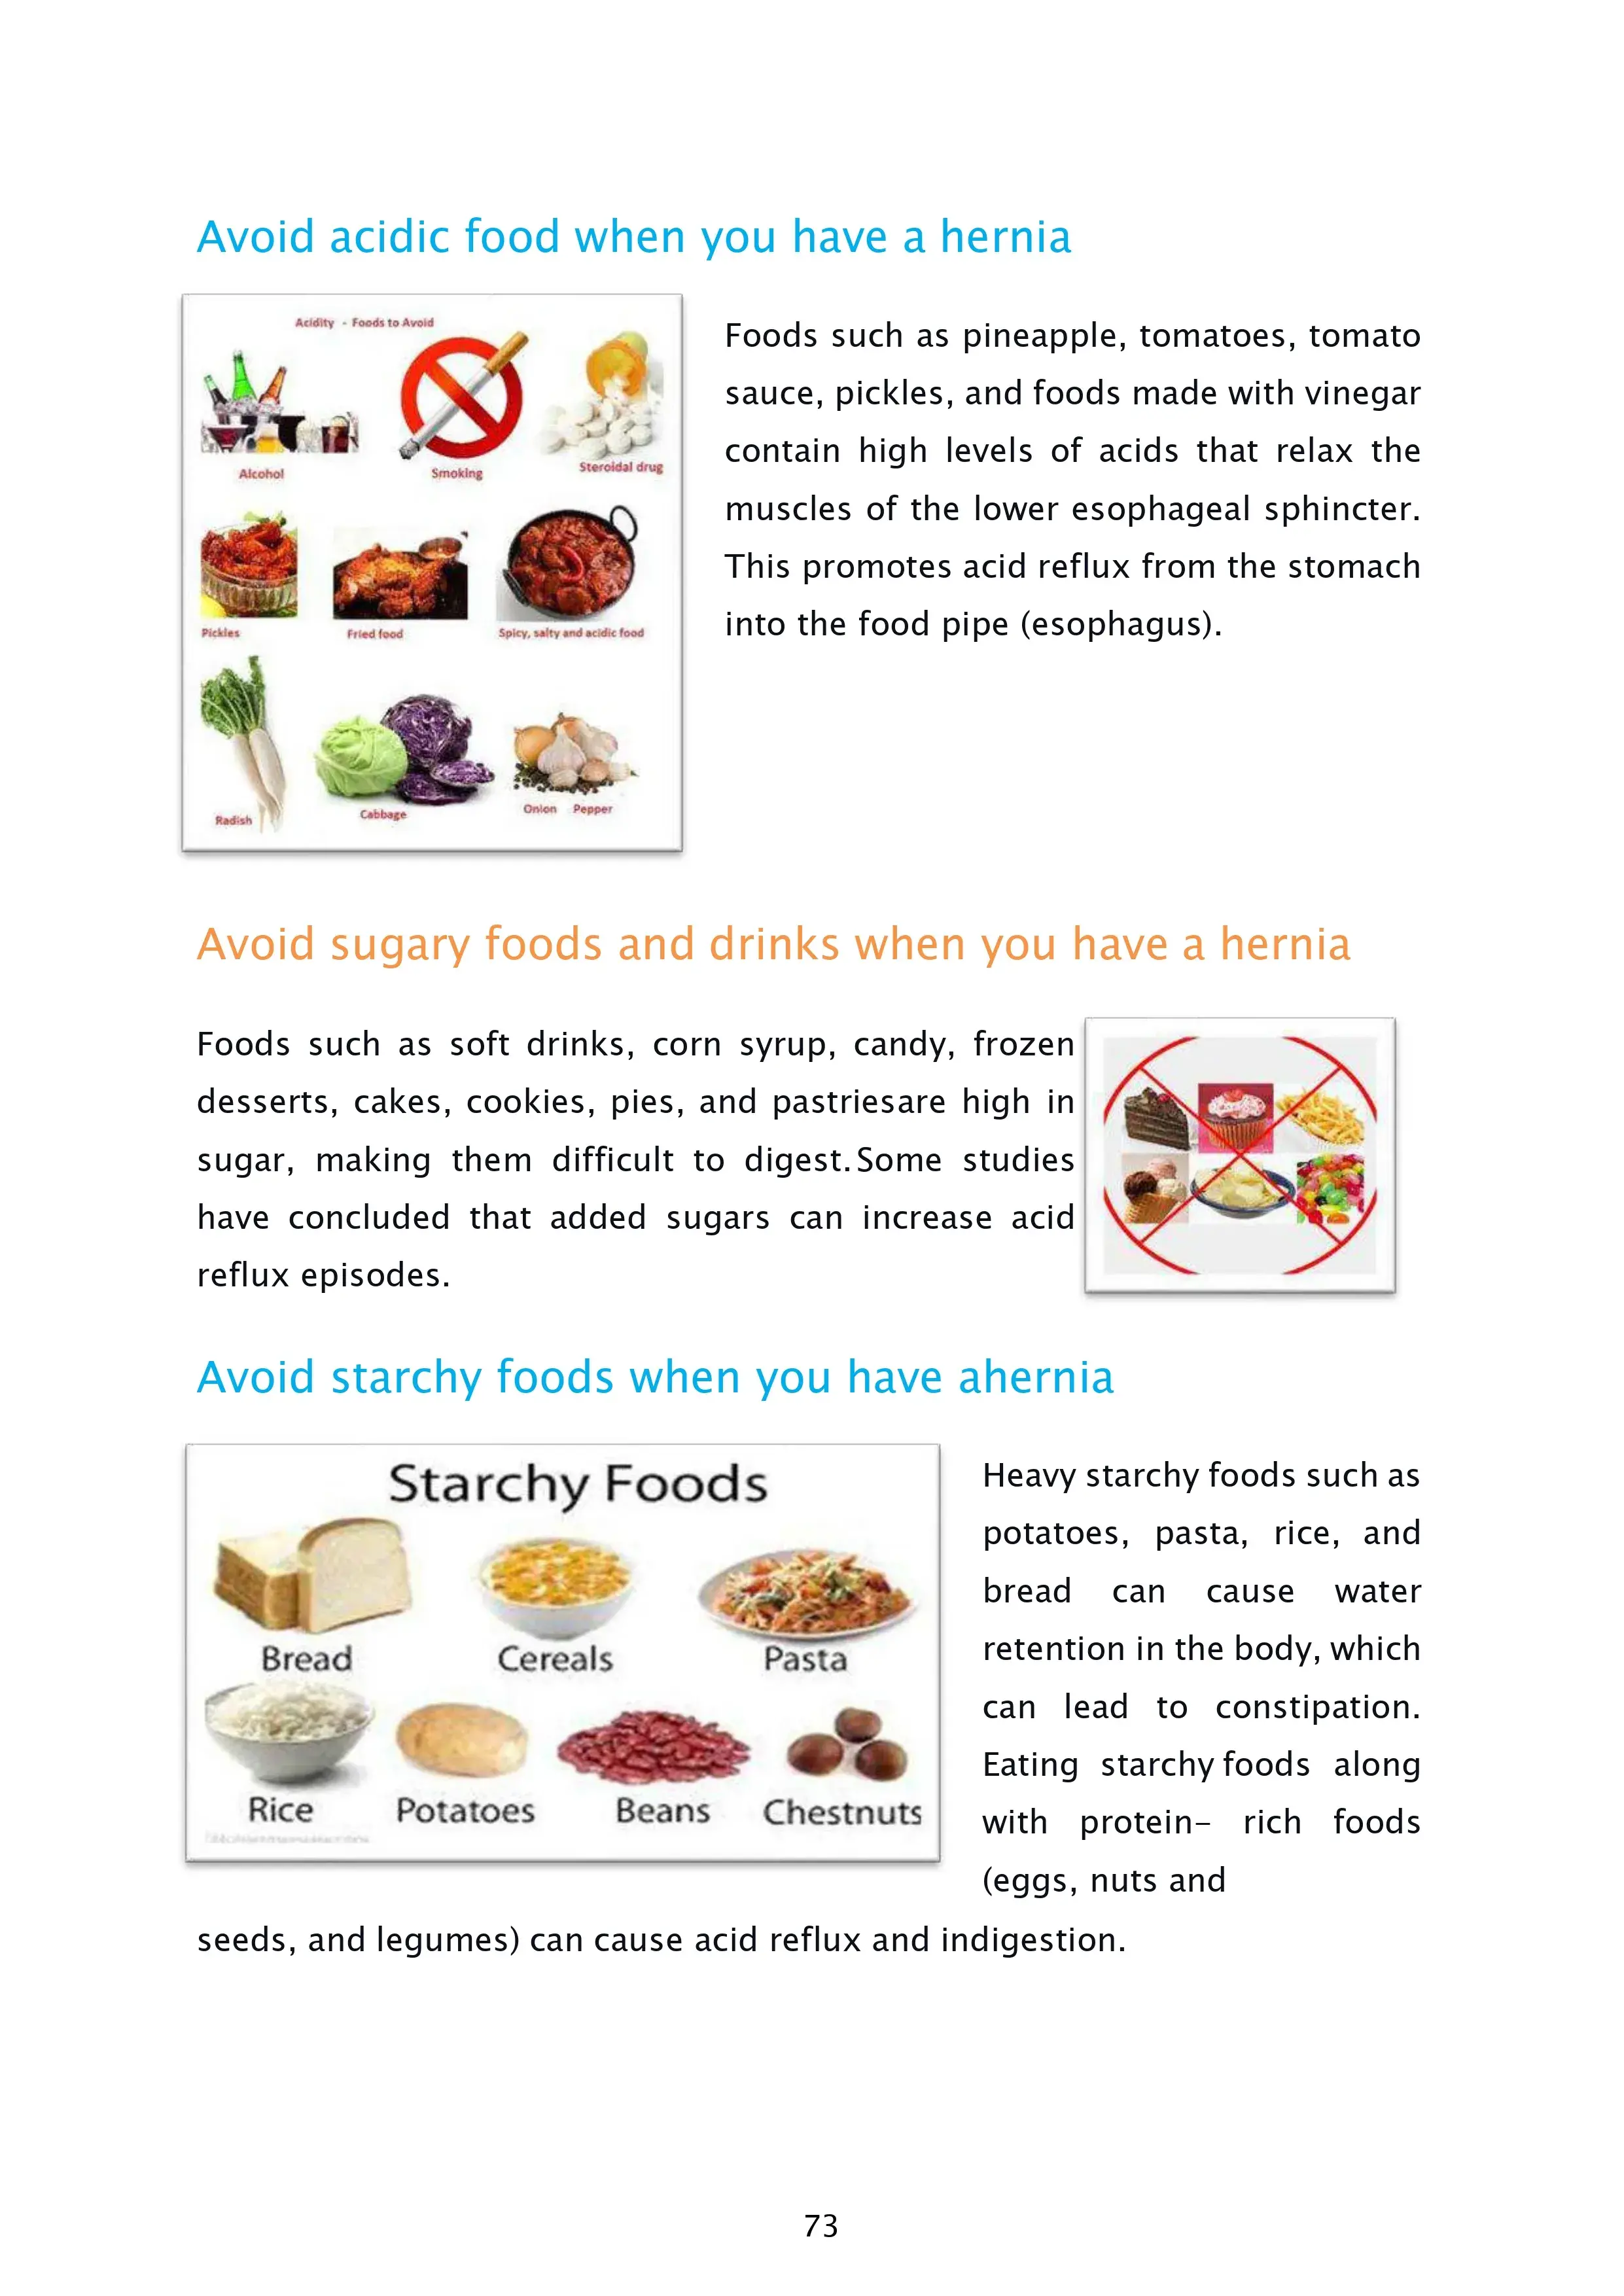 Avoid acidic food when you have a hernia
Acidity - Foods to Avoid
Alcohol
Smoking
Steroidal drug
Pickles
Fried food
Spicy, salty and acidic food
Radish
Cabbage
Onion Pepper
Foods such as pineapple, tomatoes, tomato
sauce, pickles, and foods made with vinegar
contain high levels of acids that relax the
muscles of the lower esophageal sphincter.
This promotes acid reflux from the stomach
into the food pipe (esophagus).
Avoid sugary foods and drinks when you have a hernia
Foods such as soft drinks, corn syrup, candy, frozen
desserts, cakes, cookies, pies, and pastriesare high in
sugar, making them difficult to digest.Some studies
have concluded that added sugars can increase acid
reflux episodes.
Avoid starchy foods when you have ahernia
Starchy Foods
Bread
Cereals
Pasta
Rice
Potatoes
Beans
Chestnuts
Heavy starchy foods such as
potatoes, pasta, rice, and
bread can cause water
retention in the body, which
can lead to constipation.
Eating starchy foods along
with protein- rich foods
(eggs, nuts and
seeds, and legumes) can cause acid reflux and indigestion.
73